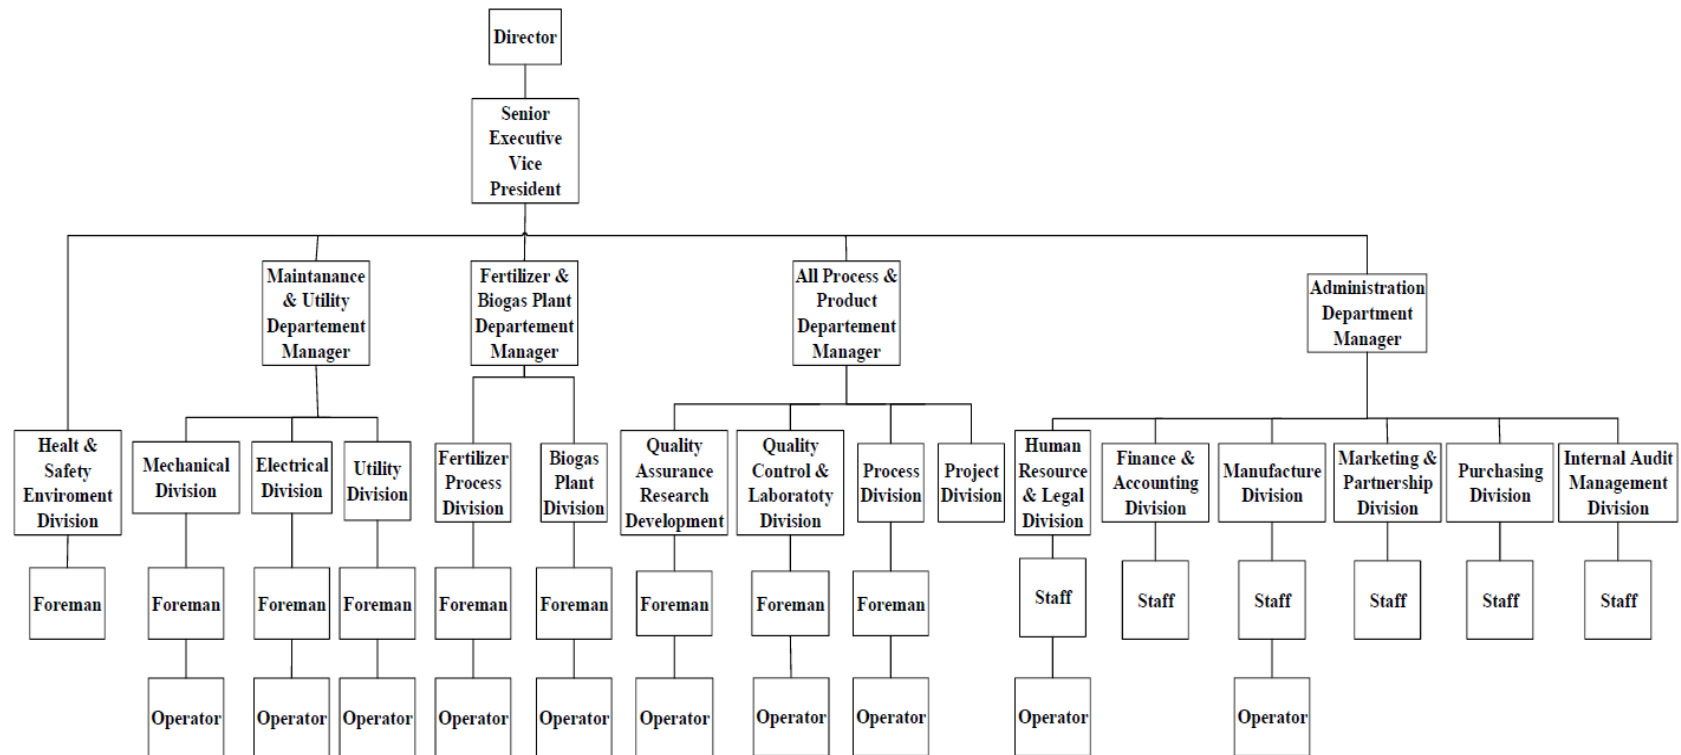 Director
Senior
Executive
Vice
President
Maintanance
& Utility
Departement
Manager
Fertilizer &
Biogas Plant
Departement
Manager
All Process &
Product
Departement
Manager
Administration
Department
Manager
Healt &
Safety
Enviroment
Division
Mechanical
Division
Electrical
Division
Utility
Division
Fertilizer
Process
Division
Biogas
Plant
Division
Quality
Assurance
Research
Development
Quality
Control &
Laboratoty
Division
Process
Division
Project
Division
Human
Resource
& Legal
Division
Finance &
Accounting
Division
Manufacture
Division
Marketing &
Partnership
Division
Purchasing
Division
Internal Audit
Management
Division
Foreman
Foreman
Foreman
Foreman
Foreman
Foreman
Foreman
Foreman
Foreman
Staff
Staff
Staff
Staff
Staff
Staff
Operator
Operator
Operator
Operator
Operator
Operator
Operator
Operator
Operator
Operator